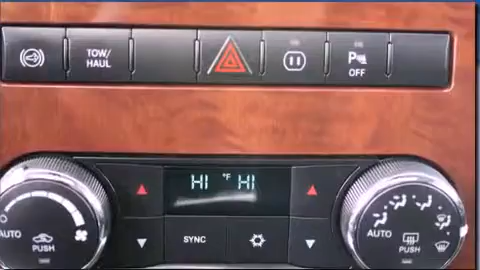 TOW/
HAUL
P
OFF
HI °F HI
AUTO
PUSH
SYNC
AUTO
PUSH